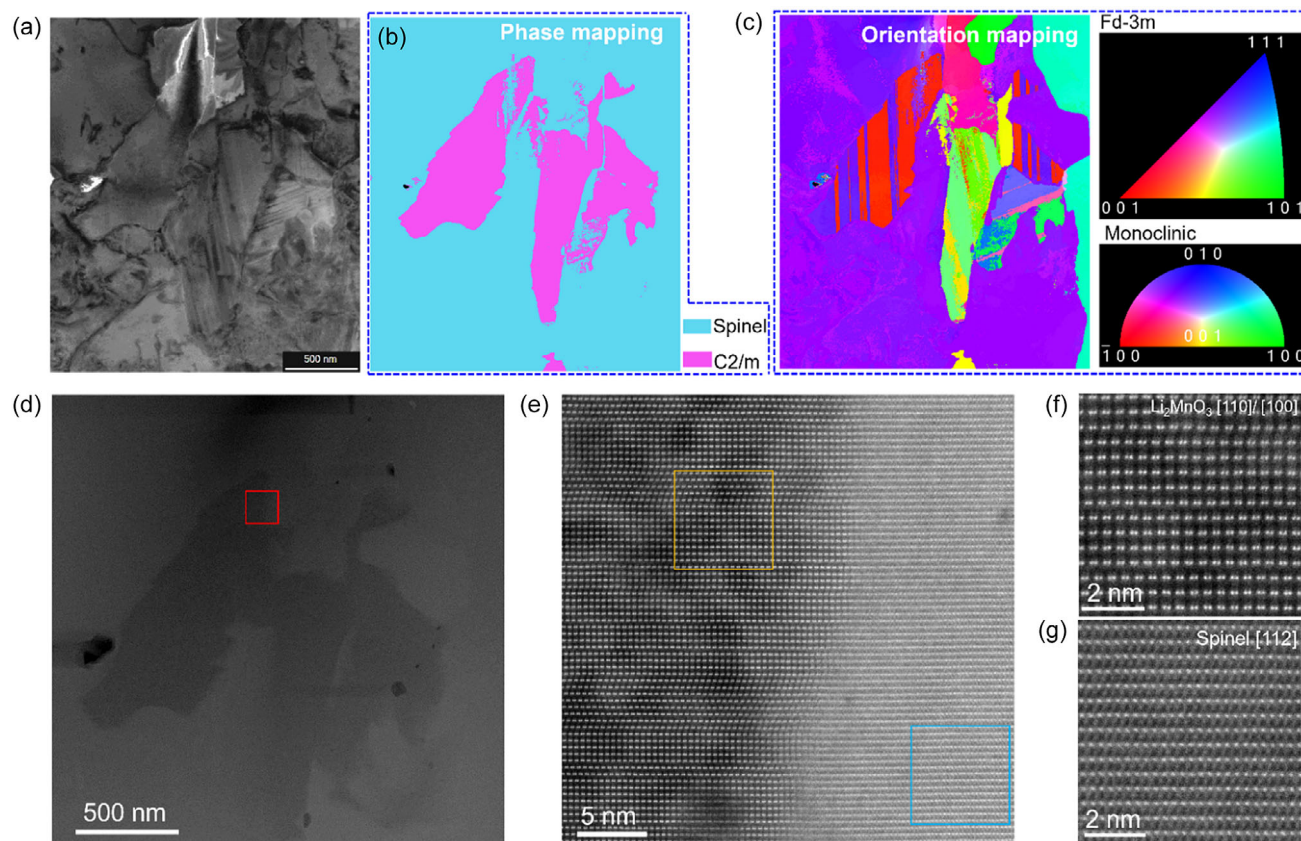 (a)
500 nm
(b)
Phase mapping
Spinel
C2/m
(c)
Orientation mapping
Fd-3m
1 1 1
0 0 1
1 0 1
Monoclinic
0 1 0
0 0 1
1̅ 0 0
1 0 0
(d)
500 nm
(e)
5 nm
(f)
Li₂MnO₃ [110]/ [100]
2 nm
(g)
Spinel [112]
2 nm